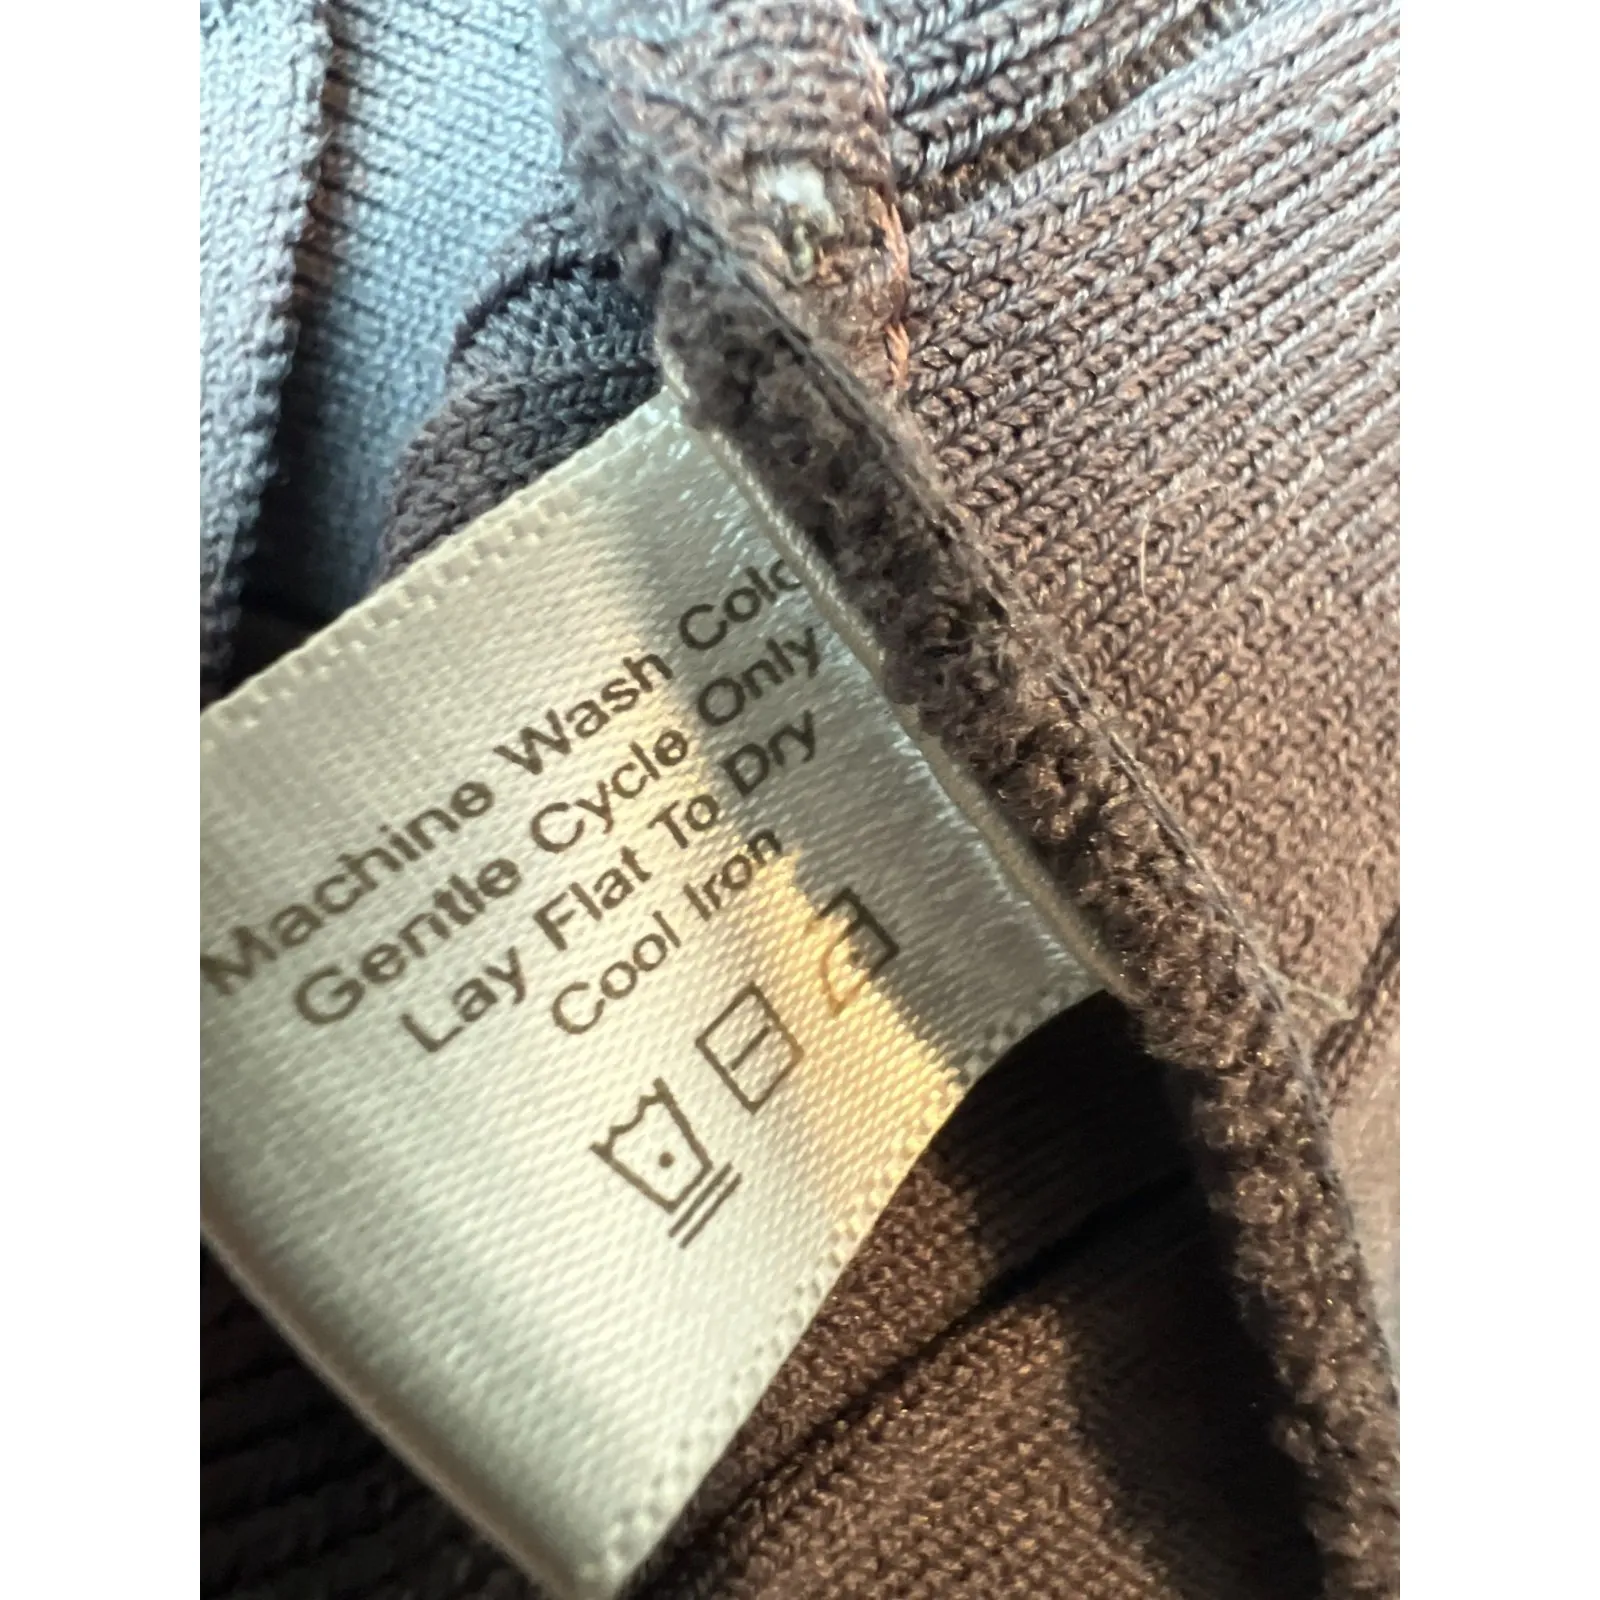 Machine Wash Cold
Gentle Cycle Only
Lay Flat To Dry
Cool Iron